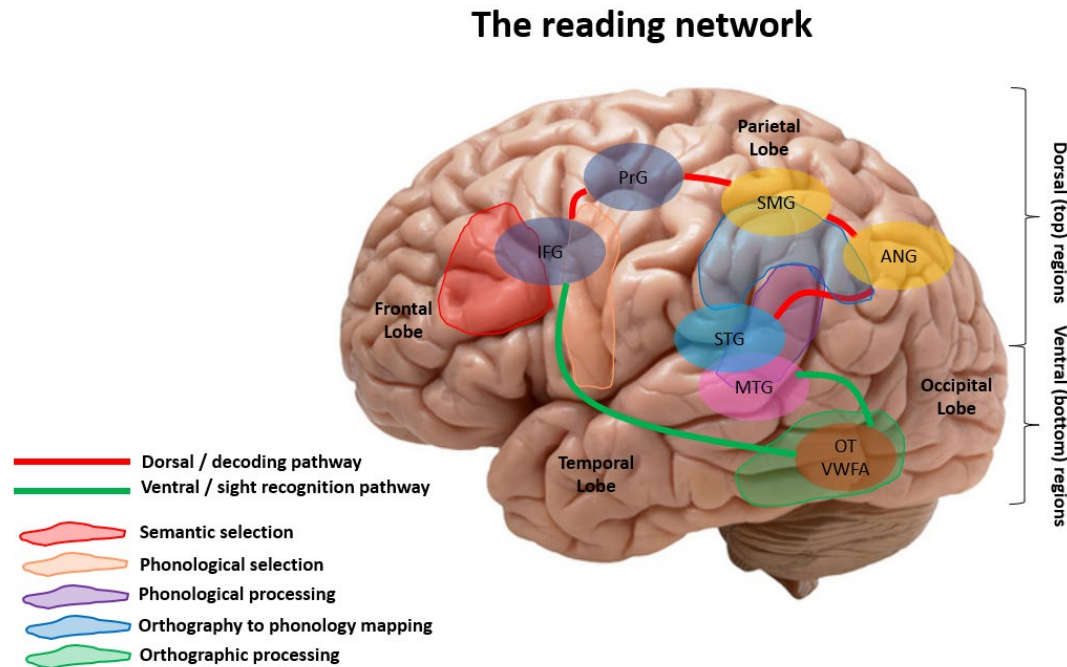 The reading network
Parietal
Lobe
PrG
SMG
IFG
ANG
Frontal
Lobe
STG
MTG
Occipital
Lobe
OT
VWFA
Temporal
Lobe
Dorsal (top) regions
Ventral (bottom) regions
Dorsal / decoding pathway
Ventral / sight recognition pathway
Semantic selection
Phonological selection
Phonological processing
Orthography to phonology mapping
Orthographic processing